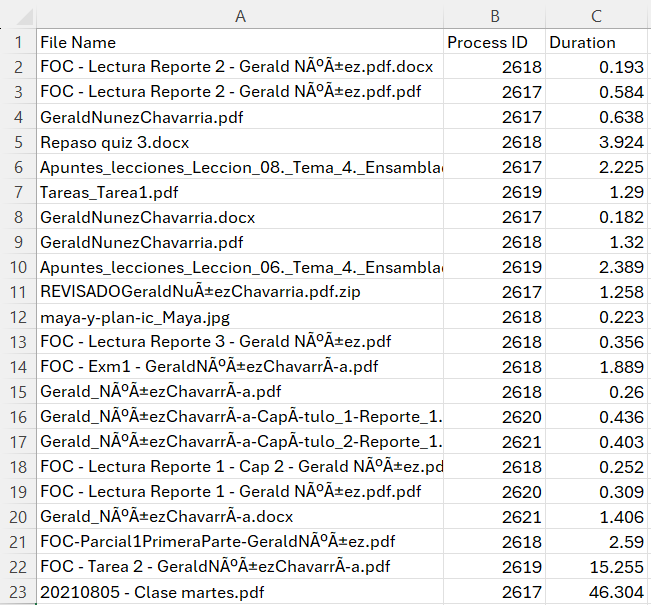 A B C
1 File Name Process ID Duration
2 FOC - Lectura Reporte 2 - Gerald NÃºÃ±ez.pdf.docx 2618 0.193
3 FOC - Lectura Reporte 2 - Gerald NÃºÃ±ez.pdf.pdf 2617 0.584
4 GeraldNunezChavarria.pdf 2617 0.638
5 Repaso quiz 3.docx 2618 3.924
6 Apuntes_lecciones_Leccion_08._Tema_4._Ensambla 2617 2.225
7 Tareas_Tarea1.pdf 2619 1.29
8 GeraldNunezChavarria.docx 2617 0.182
9 GeraldNunezChavarria.pdf 2618 1.32
10 Apuntes_lecciones_Leccion_06._Tema_4._Ensambla 2619 2.389
11 REVISADOGeraldNuÃ±ezChavarria.pdf.zip 2617 1.258
12 maya-y-plan-ic_Maya.jpg 2618 0.223
13 FOC - Lectura Reporte 3 - Gerald NÃºÃ±ez.pdf 2618 0.356
14 FOC - Exm1 - GeraldNÃºÃ±ezChavarrÃ-a.pdf 2618 1.889
15 Gerald_NÃºÃ±ezChavarrÃ-a.pdf 2618 0.26
16 Gerald_NÃºÃ±ezChavarrÃ-a-CapÃ-tulo_1-Reporte_1. 2620 0.436
17 Gerald_NÃºÃ±ezChavarrÃ-a-CapÃ-tulo_2-Reporte_1. 2621 0.403
18 FOC - Lectura Reporte 1 - Cap 2 - Gerald NÃºÃ±ez.pd 2618 0.252
19 FOC - Lectura Reporte 1 - Gerald NÃºÃ±ez.pdf.pdf 2620 0.309
20 Gerald_NÃºÃ±ezChavarrÃ-a.docx 2621 1.406
21 FOC-Parcial1PrimeraParte-GeraldNÃºÃ±ez.pdf 2618 2.59
22 FOC - Tarea 2 - GeraldNÃºÃ±ezChavarrÃ-a.pdf 2619 15.255
23 20210805 - Clase martes.pdf 2617 46.304